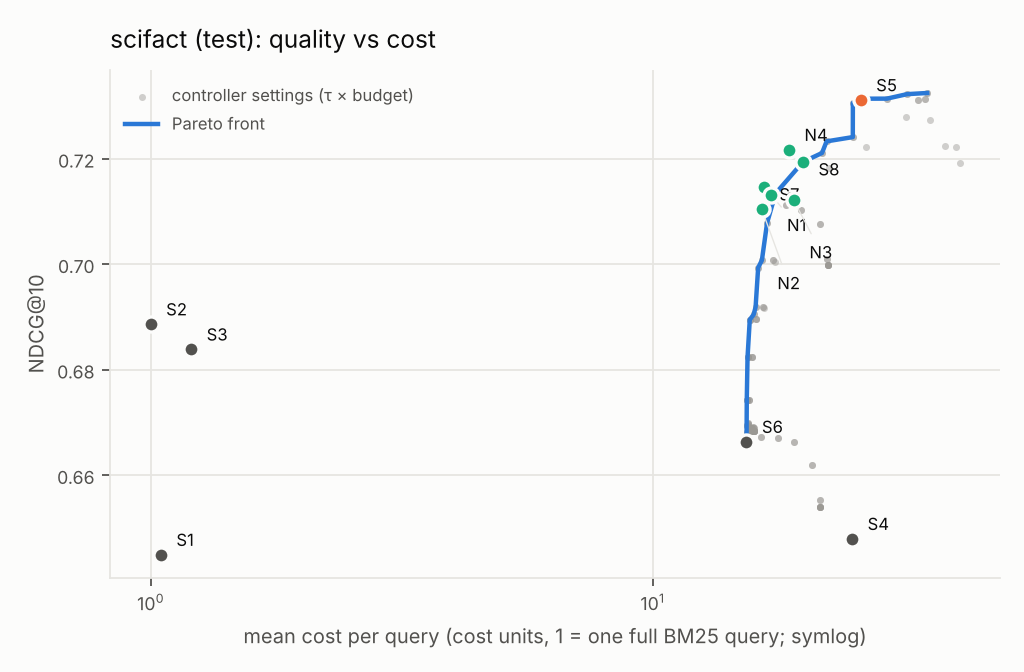 scifact (test): quality vs cost
controller settings (τ × budget)
Pareto front
S5
N4
0.72
S8
S7
N1
N3
0.70
N2
S2
S3
NDCG@10
0.68
S6
0.66
S4
S1
10⁰
10¹
mean cost per query (cost units, 1 = one full BM25 query; symlog)